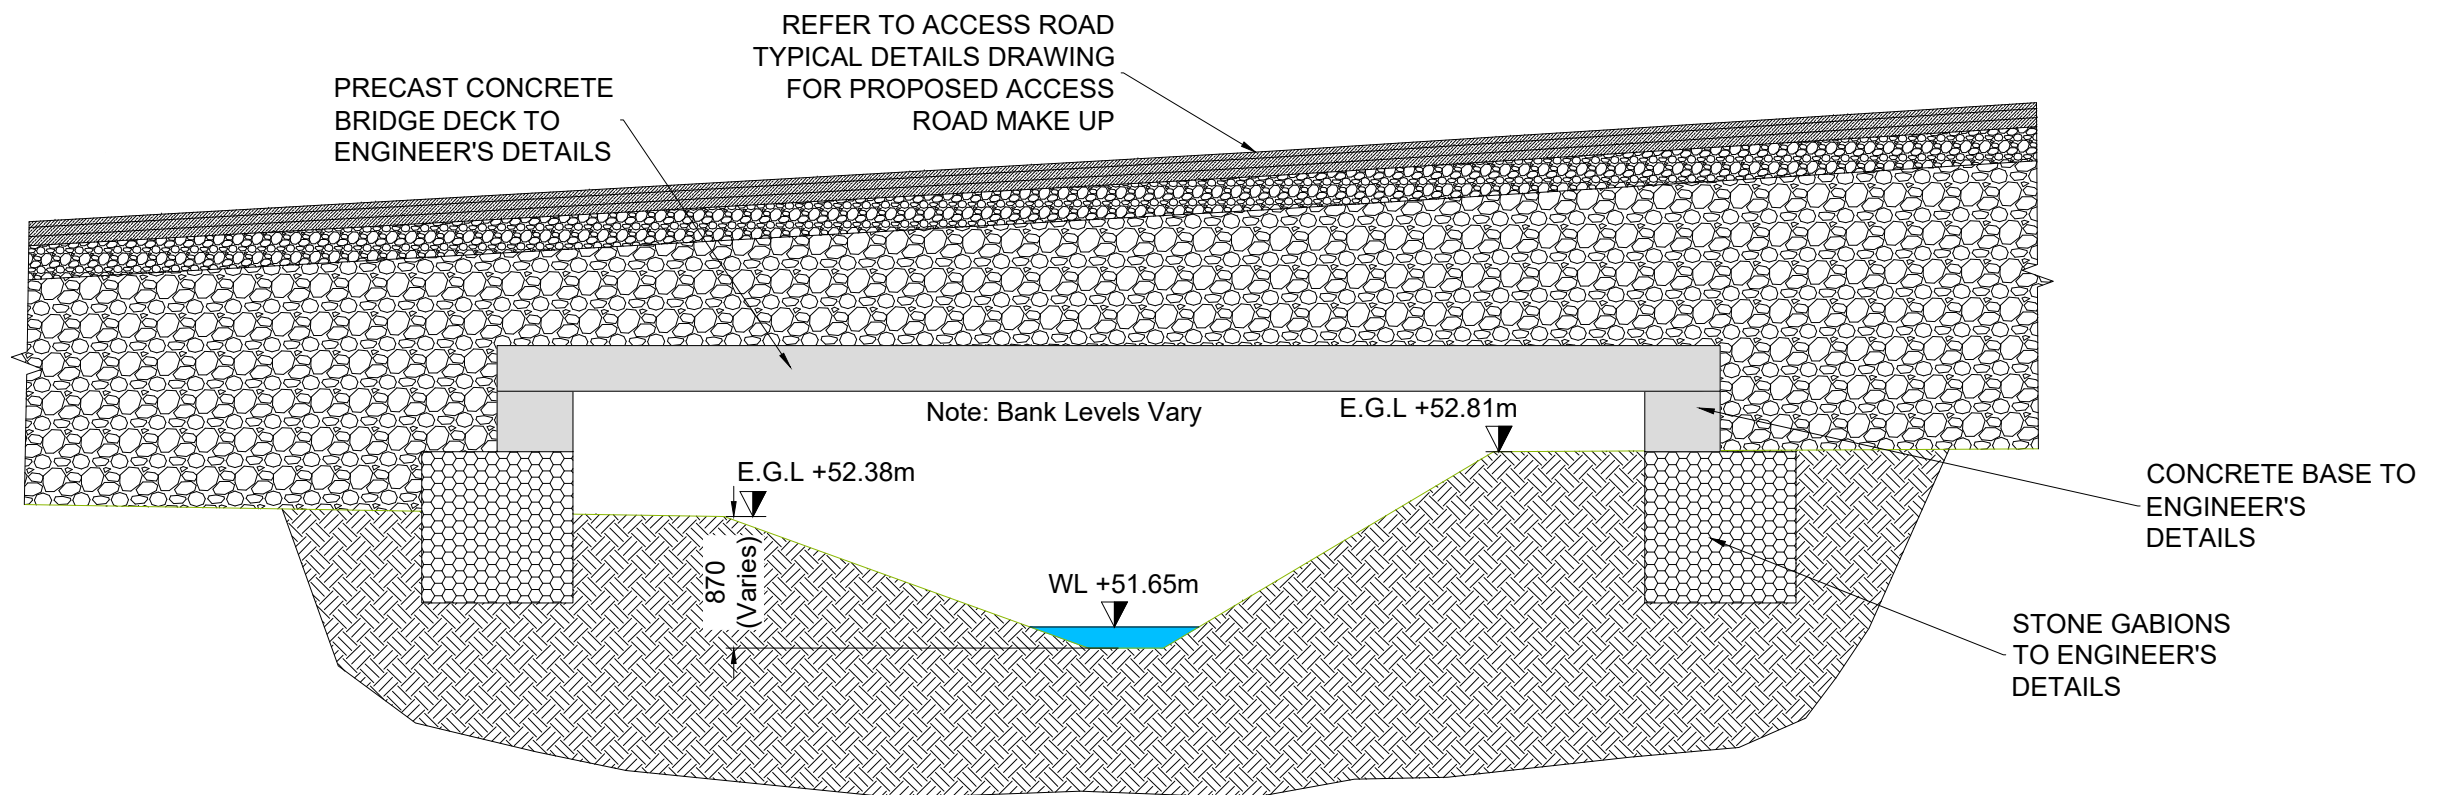 REFER TO ACCESS ROAD
TYPICAL DETAILS DRAWING
FOR PROPOSED ACCESS
ROAD MAKE UP
PRECAST CONCRETE
BRIDGE DECK TO
ENGINEER'S DETAILS
Note: Bank Levels Vary
E.G.L +52.81m
E.G.L +52.38m
870
(Varies)
WL +51.65m
CONCRETE BASE TO
ENGINEER'S
DETAILS
STONE GABIONS
TO ENGINEER'S
DETAILS